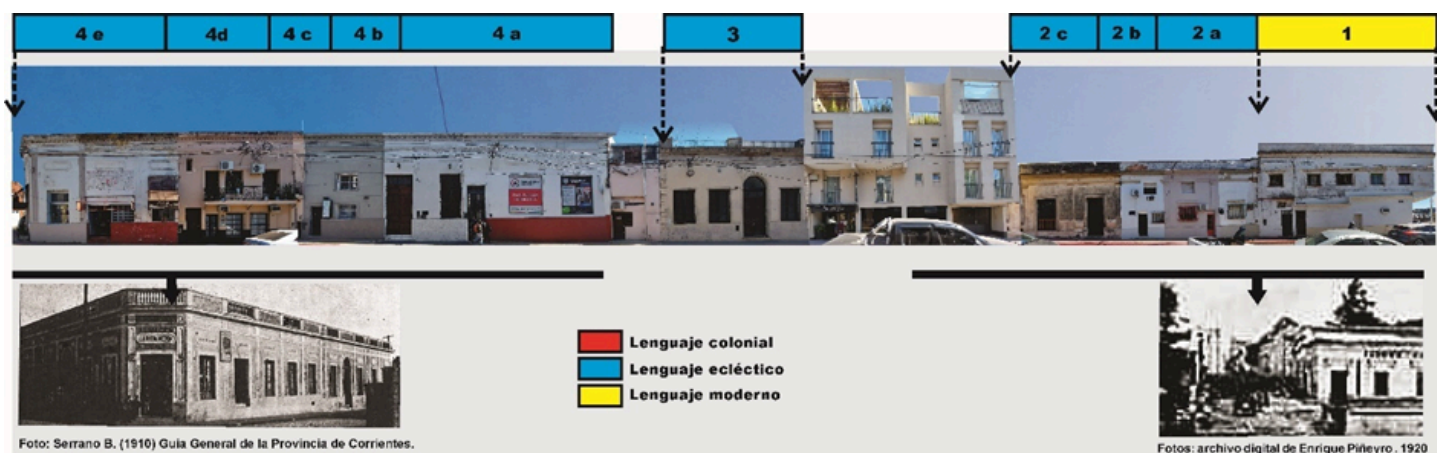 4 e 4d 4 c 4 b 4 a 3 2 c 2 b 2 a 1
Lenguaje colonial
Lenguaje ecléctico
Lenguaje moderno
Foto: Serrano B. (1910) Guia General de la Provincia de Corrientes.
Fotos: archivo digital de Enrique Piñeyro . 1920